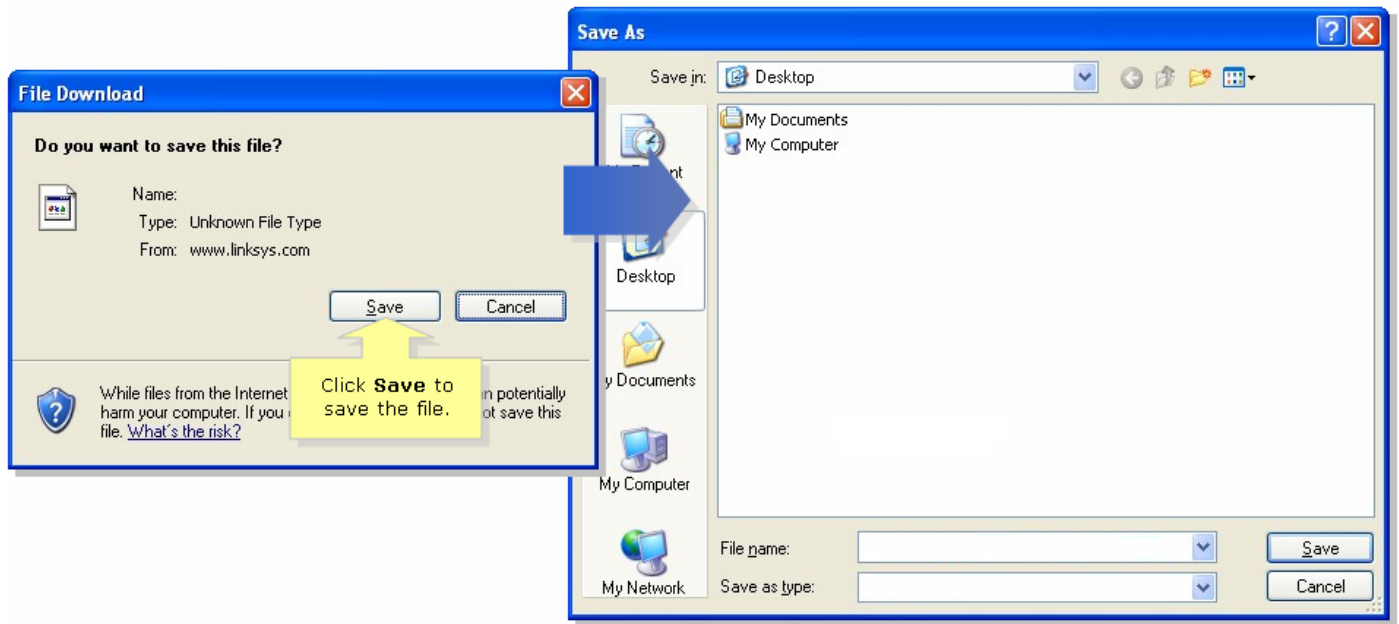 File Download
Do you want to save this file?
Name:
Type: Unknown File Type
From: www.linksys.com
Save Cancel
Click Save to
save the file.
While files from the Internet n potentially
harm your computer. If you ot save this
file. What's the risk?
Save As
Save in: Desktop
My Documents
My Computer
nt
Desktop
y Documents
My Computer
My Network
File name: Save
Save as type: Cancel